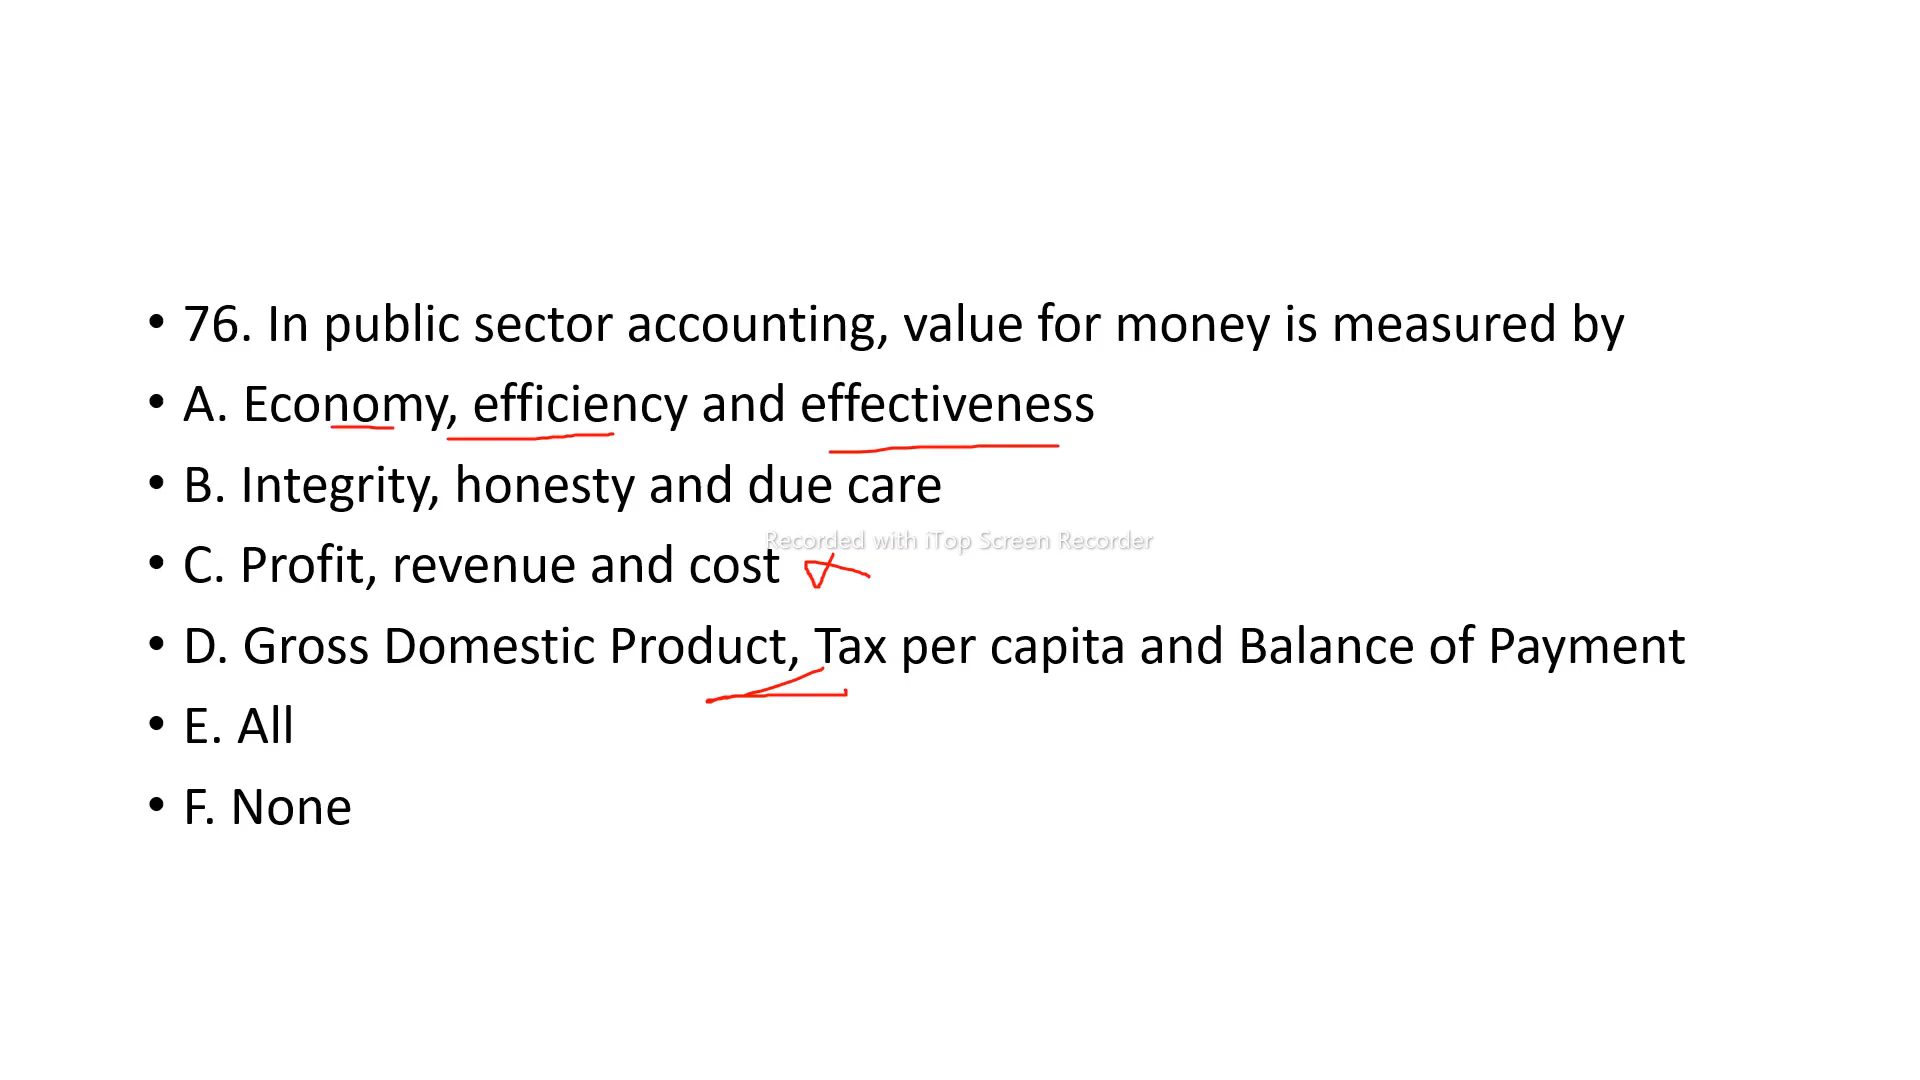 • 76. In public sector accounting, value for money is measured by
• A. Economy, efficiency and effectiveness
• B. Integrity, honesty and due care
Recorded with iTop Screen Recorder
• C. Profit, revenue and cost
• D. Gross Domestic Product, Tax per capita and Balance of Payment
• E. All
• F. None